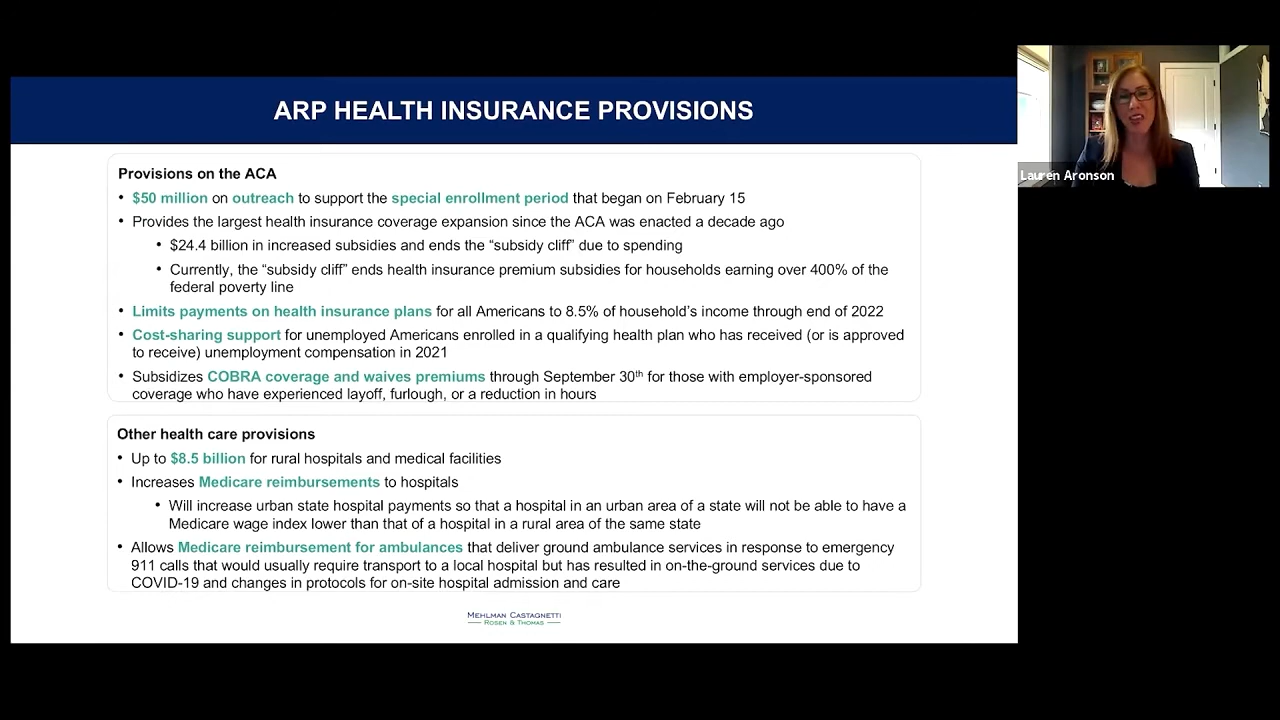 ARP HEALTH INSURANCE PROVISIONS
Lauren Aronson
Provisions on the ACA
• $50 million on outreach to support the special enrollment period that began on February 15
• Provides the largest health insurance coverage expansion since the ACA was enacted a decade ago
• $24.4 billion in increased subsidies and ends the “subsidy cliff” due to spending
• Currently, the “subsidy cliff” ends health insurance premium subsidies for households earning over 400% of the
federal poverty line
• Limits payments on health insurance plans for all Americans to 8.5% of household’s income through end of 2022
• Cost-sharing support for unemployed Americans enrolled in a qualifying health plan who has received (or is approved
to receive) unemployment compensation in 2021
• Subsidizes COBRA coverage and waives premiums through September 30th for those with employer-sponsored
coverage who have experienced layoff, furlough, or a reduction in hours
Other health care provisions
• Up to $8.5 billion for rural hospitals and medical facilities
• Increases Medicare reimbursements to hospitals
• Will increase urban state hospital payments so that a hospital in an urban area of a state will not be able to have a
Medicare wage index lower than that of a hospital in a rural area of the same state
• Allows Medicare reimbursement for ambulances that deliver ground ambulance services in response to emergency
911 calls that would usually require transport to a local hospital but has resulted in on-the-ground services due to
COVID-19 and changes in protocols for on-site hospital admission and care
MEHLMAN CASTAGNETTI
ROSEN & THOMAS